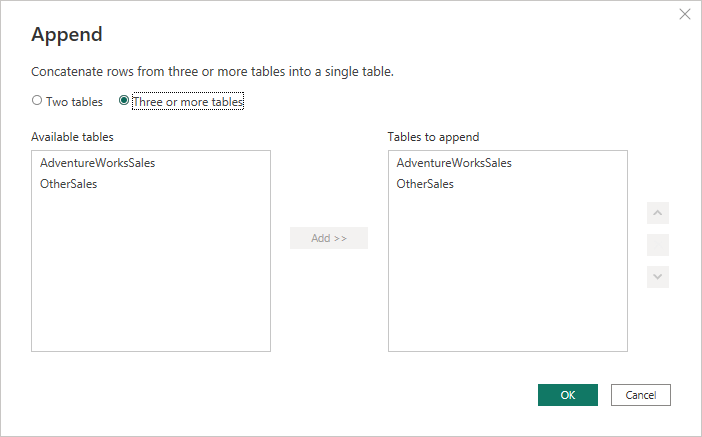 Append
Concatenate rows from three or more tables into a single table.
Two tables
Three or more tables
Available tables
AdventureWorksSales
OtherSales
Add >>
Tables to append
AdventureWorksSales
OtherSales
OK
Cancel